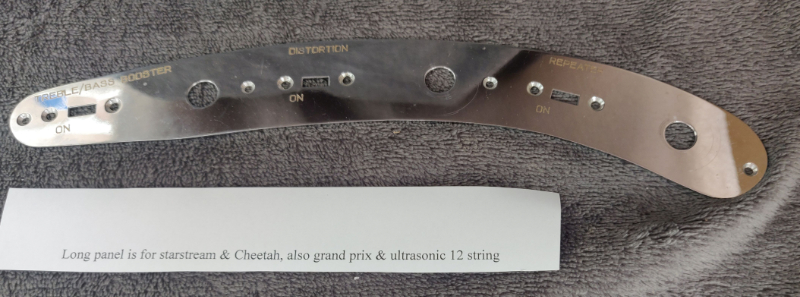 DISTORTION
TREBLE/BASS BOOSTER
REPEATER
ON
ON
ON
Long panel is for starstream & Cheetah, also grand prix & ultrasonic 12 string